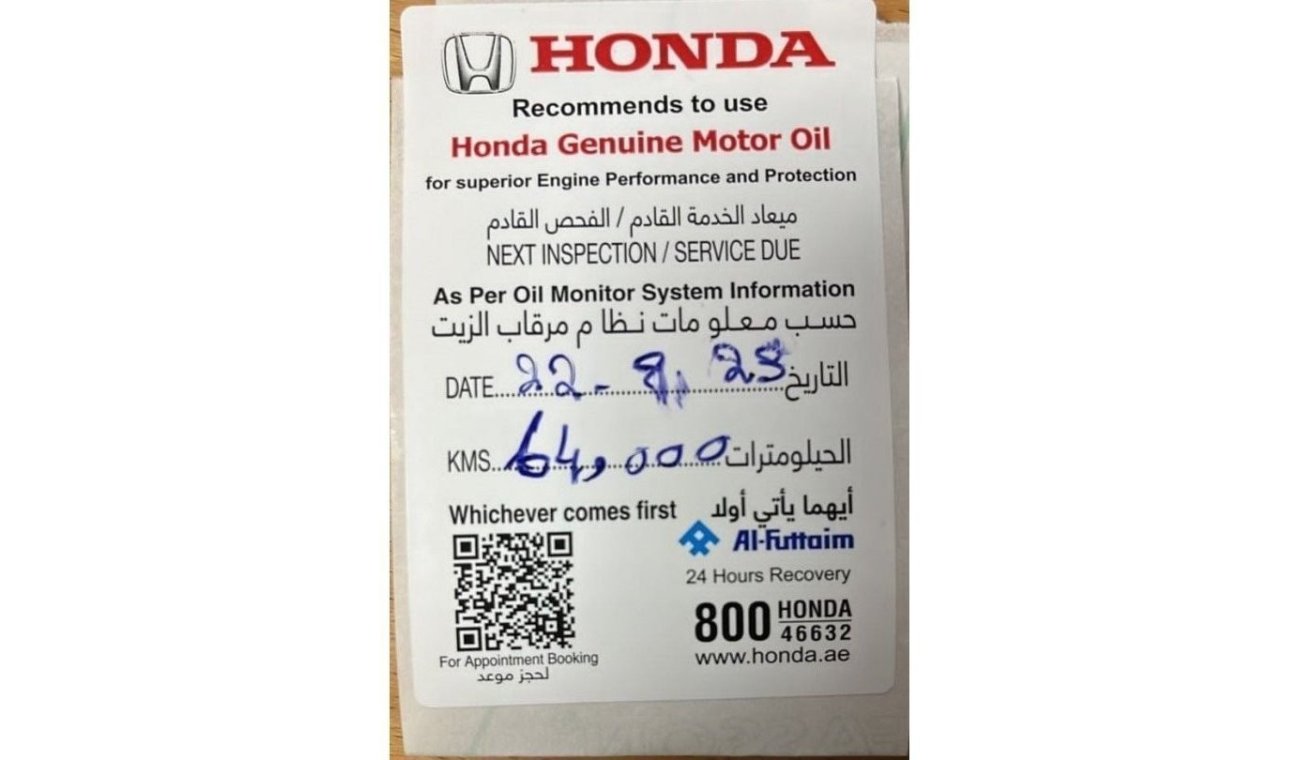 HONDA
Recommends to use
Honda Genuine Motor Oil
for superior Engine Performance and Protection
ميعاد الخدمة القادم / الفحص القادم
NEXT INSPECTION / SERVICE DUE
As Per Oil Monitor System Information
حسب معلومات نظام مرقاب الزيت
DATE 22 - التاريخ
KMS 64,000 الحيلومترات
Whichever comes first أيهما يأتي أولا
Al-Futtaim
24 Hours Recovery
800 HONDA 46632
www.honda.ae
For Appointment Booking
لحجز موعد